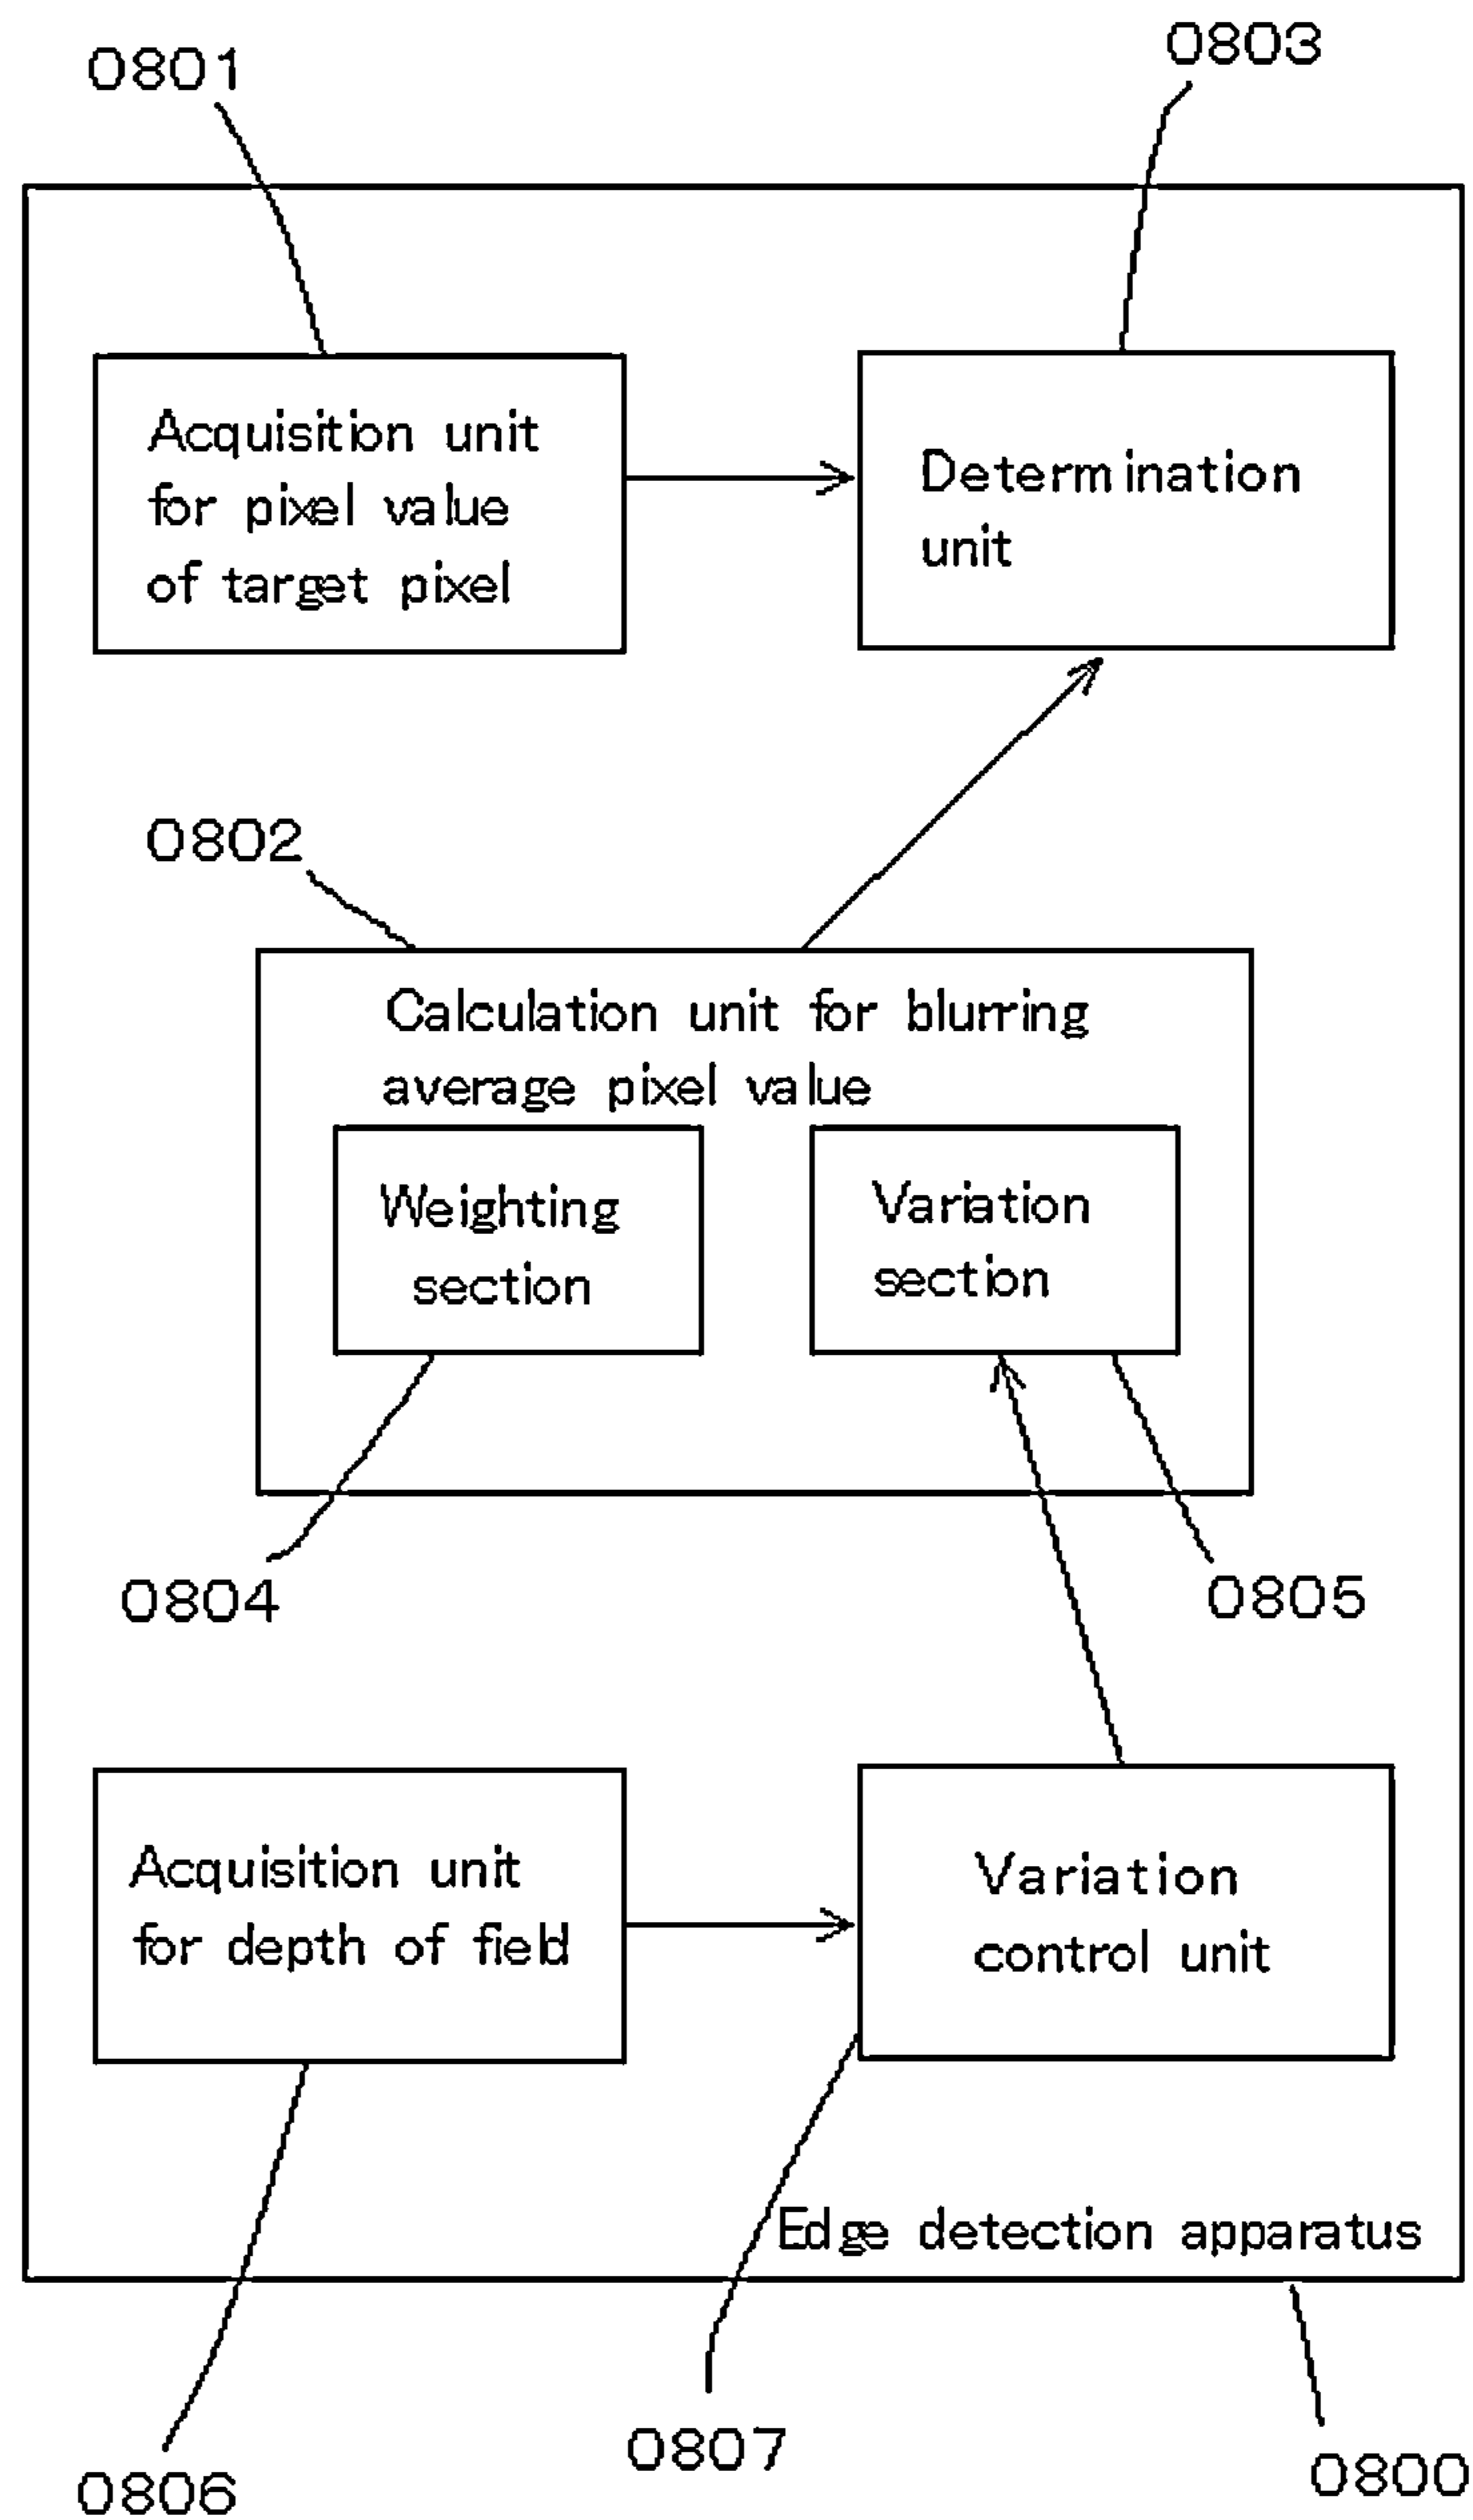 0801
0803
Acquisition unit
for pixel value
of target pixel
Determination
unit
0802
Calculation unit for blurring
average pixel value
Weighting
section
Variation
section
0804
0805
Acquisition unit
for depth of field
Variation
control unit
Edge detection apparatus
0807
0800
0806